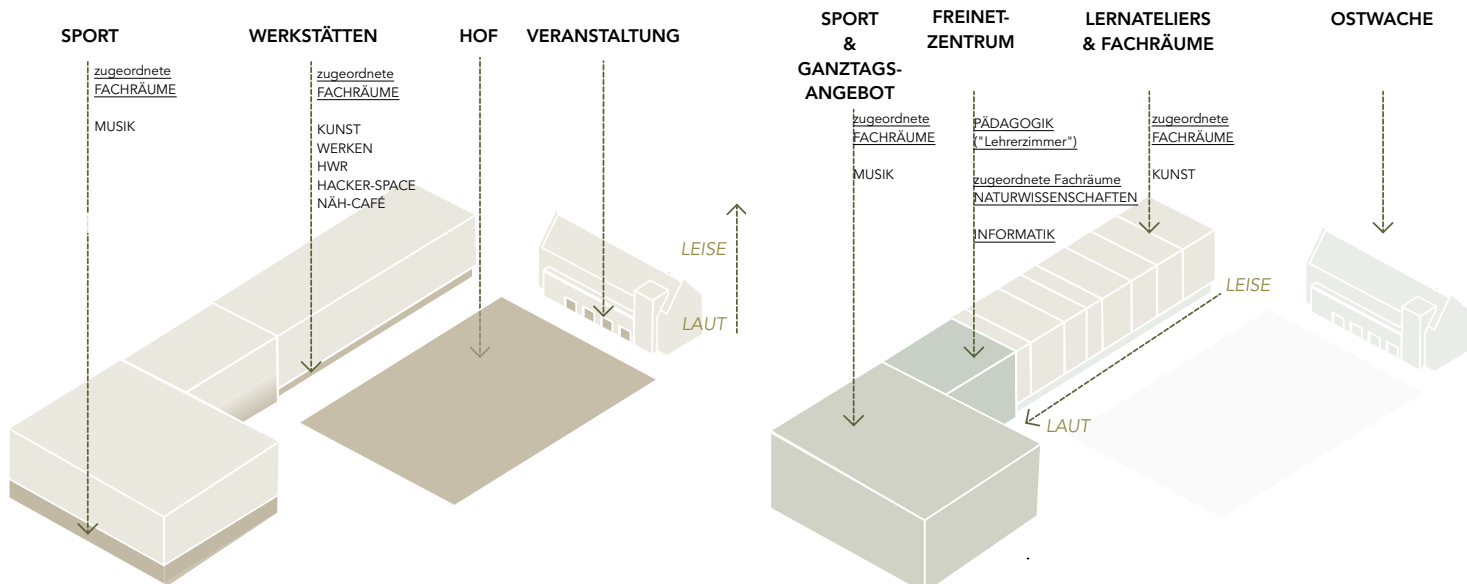 SPORT
zugeordnete
FACHRÄUME
MUSIK
WERKSTÄTTEN
zugeordnete
FACHRÄUME
KUNST
WERKEN
HWR
HACKER-SPACE
NÄH-CAFÉ
HOF
VERANSTALTUNG
LEISE
LAUT
SPORT
&
GANZTAGS-
ANGEBOT
zugeordnete
FACHRÄUME
MUSIK
FREINET-
ZENTRUM
PÄDAGOGIK
("Lehrerzimmer")
zugeordnete Fachräume
NATURWISSENSCHAFTEN
INFORMATIK
LERNATELIERS
& FACHRÄUME
zugeordnete
FACHRÄUME
KUNST
OSTWACHE
LEISE
LAUT